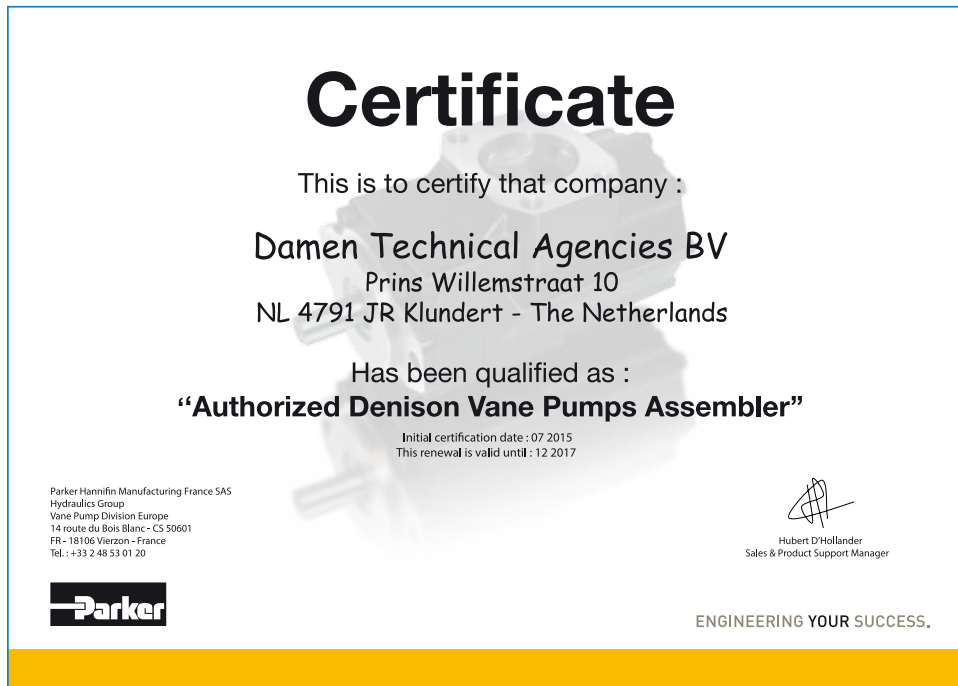 Certificate
This is to certify that company :
Damen Technical Agencies BV
Prins Willemstraat 10
NL 4791 JR Klundert - The Netherlands
Has been qualified as :
“Authorized Denison Vane Pumps Assembler”
Initial certification date : 07 2015
This renewal is valid until : 12 2017
Parker Hannifin Manufacturing France SAS
Hydraulics Group
Vane Pump Division Europe
14 route du Bois Blanc - CS 50601
FR - 18106 Vierzon - France
Tel. : +33 2 48 53 01 20
Hubert D'Hollander
Sales & Product Support Manager
Parker
ENGINEERING YOUR SUCCESS.